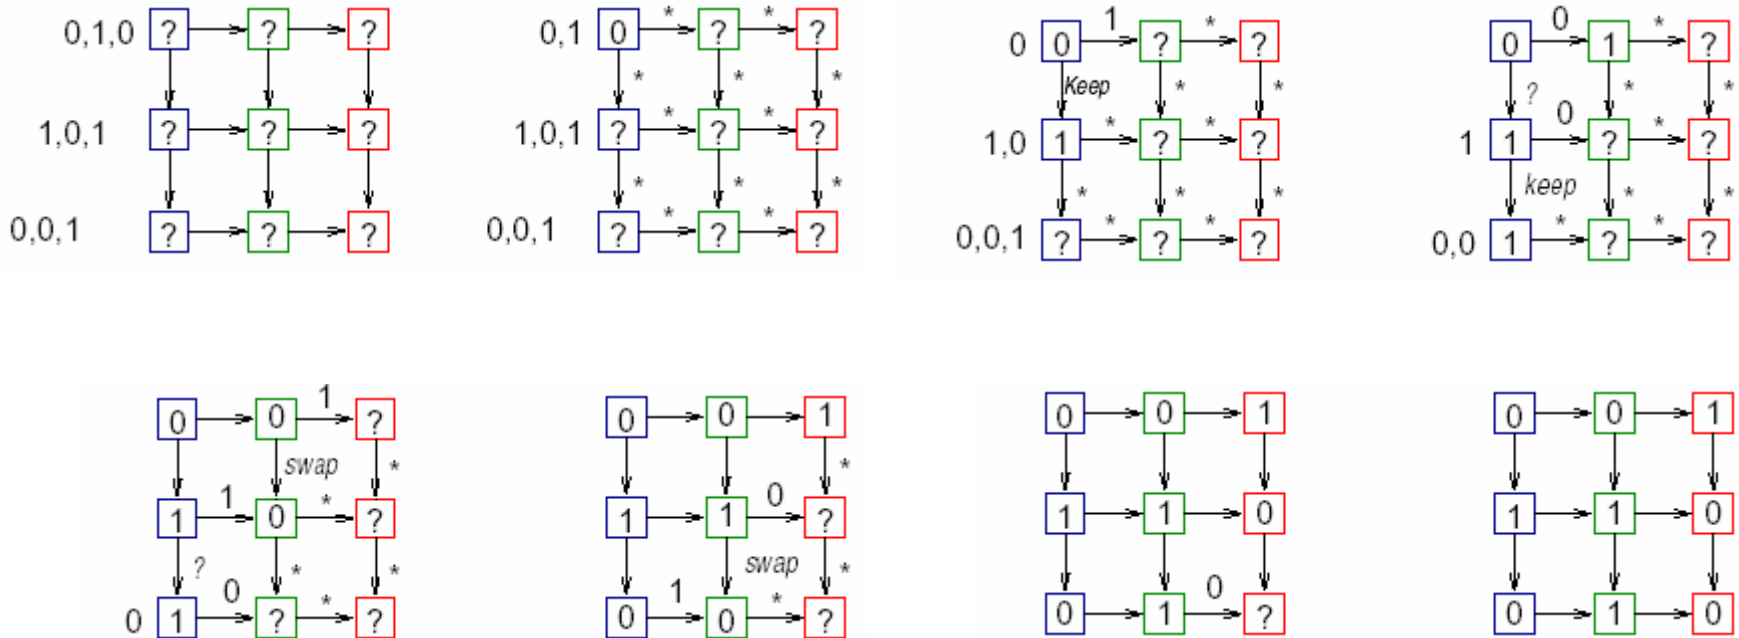 0,1,0 ? ? ?
1,0,1 ? ? ?
0,0,1 ? ? ?
* *
0,1 0 ? ?
* * *
* *
1,0,1 ? ? ?
* * *
* *
0,0,1 ? ? ?
1 *
0 0 ? ?
Keep * *
* *
1,0 1 ? ?
* * *
* *
0,0,1 ? ? ?
0 *
0 1 ?
? * *
0 *
1 1 ? ?
keep * *
* *
0,0 1 ? ?
1
0 0 ?
swap *
1 *
1 0 ?
? * *
0 *
0 1 ? ?
0 0 1
*
0
1 1 ?
swap *
1 *
0 0 ?
0 0 1
1 1 0
0
0 1 ?
0 0 1
1 1 0
0 1 0